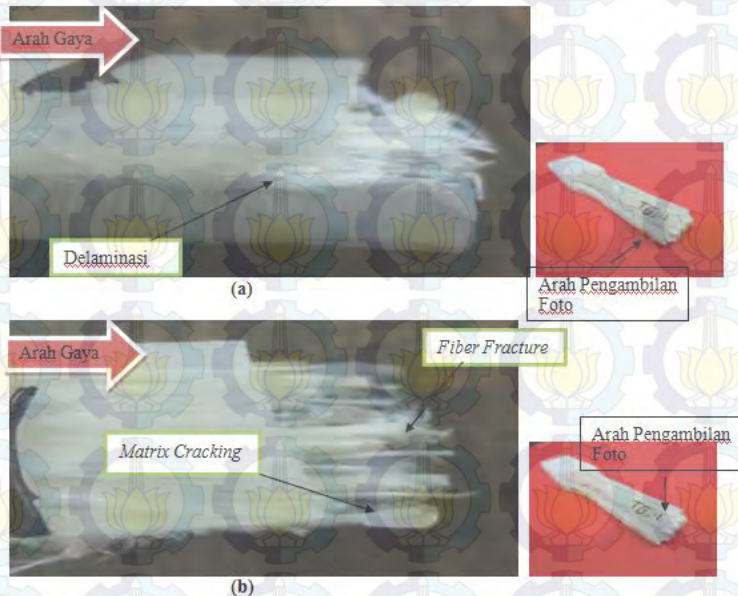 Arah Gaya
Delaminasi
(a)
Arah Pengambilan
Foto
Arah Gaya
Fiber Fracture
Matrix Cracking
(b)
Arah Pengambilan
Foto